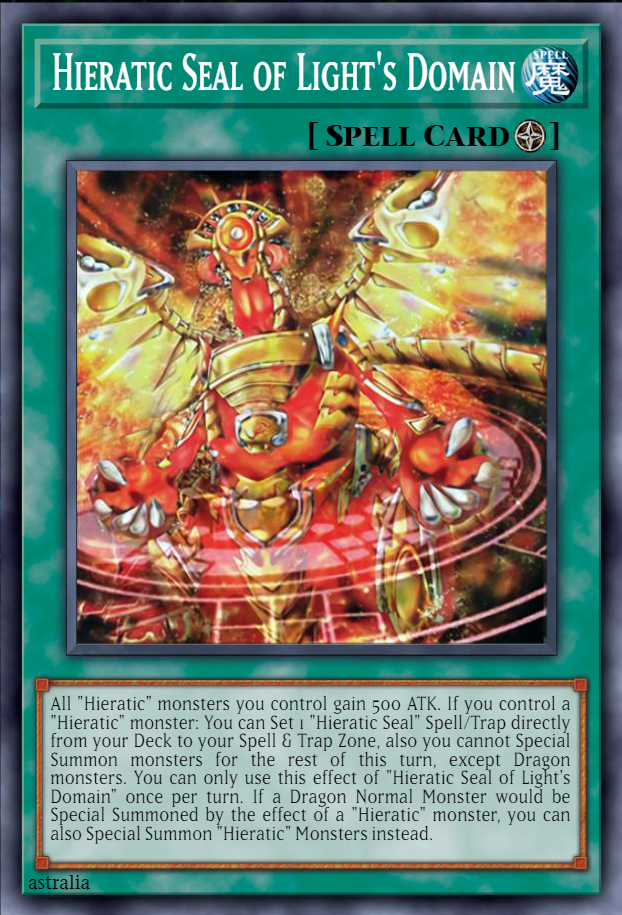 Hieratic Seal of Light's Domain
SPELL
魔
[ Spell Card ]
All "Hieratic" monsters you control gain 500 ATK. If you control a
"Hieratic" monster: You can Set 1 "Hieratic Seal" Spell/Trap directly
from your Deck to your Spell & Trap Zone, also you cannot Special
Summon monsters for the rest of this turn, except Dragon
monsters. You can only use this effect of "Hieratic Seal of Light's
Domain" once per turn. If a Dragon Normal Monster would be
Special Summoned by the effect of a "Hieratic" monster, you can
also Special Summon "Hieratic" Monsters instead.
astralia